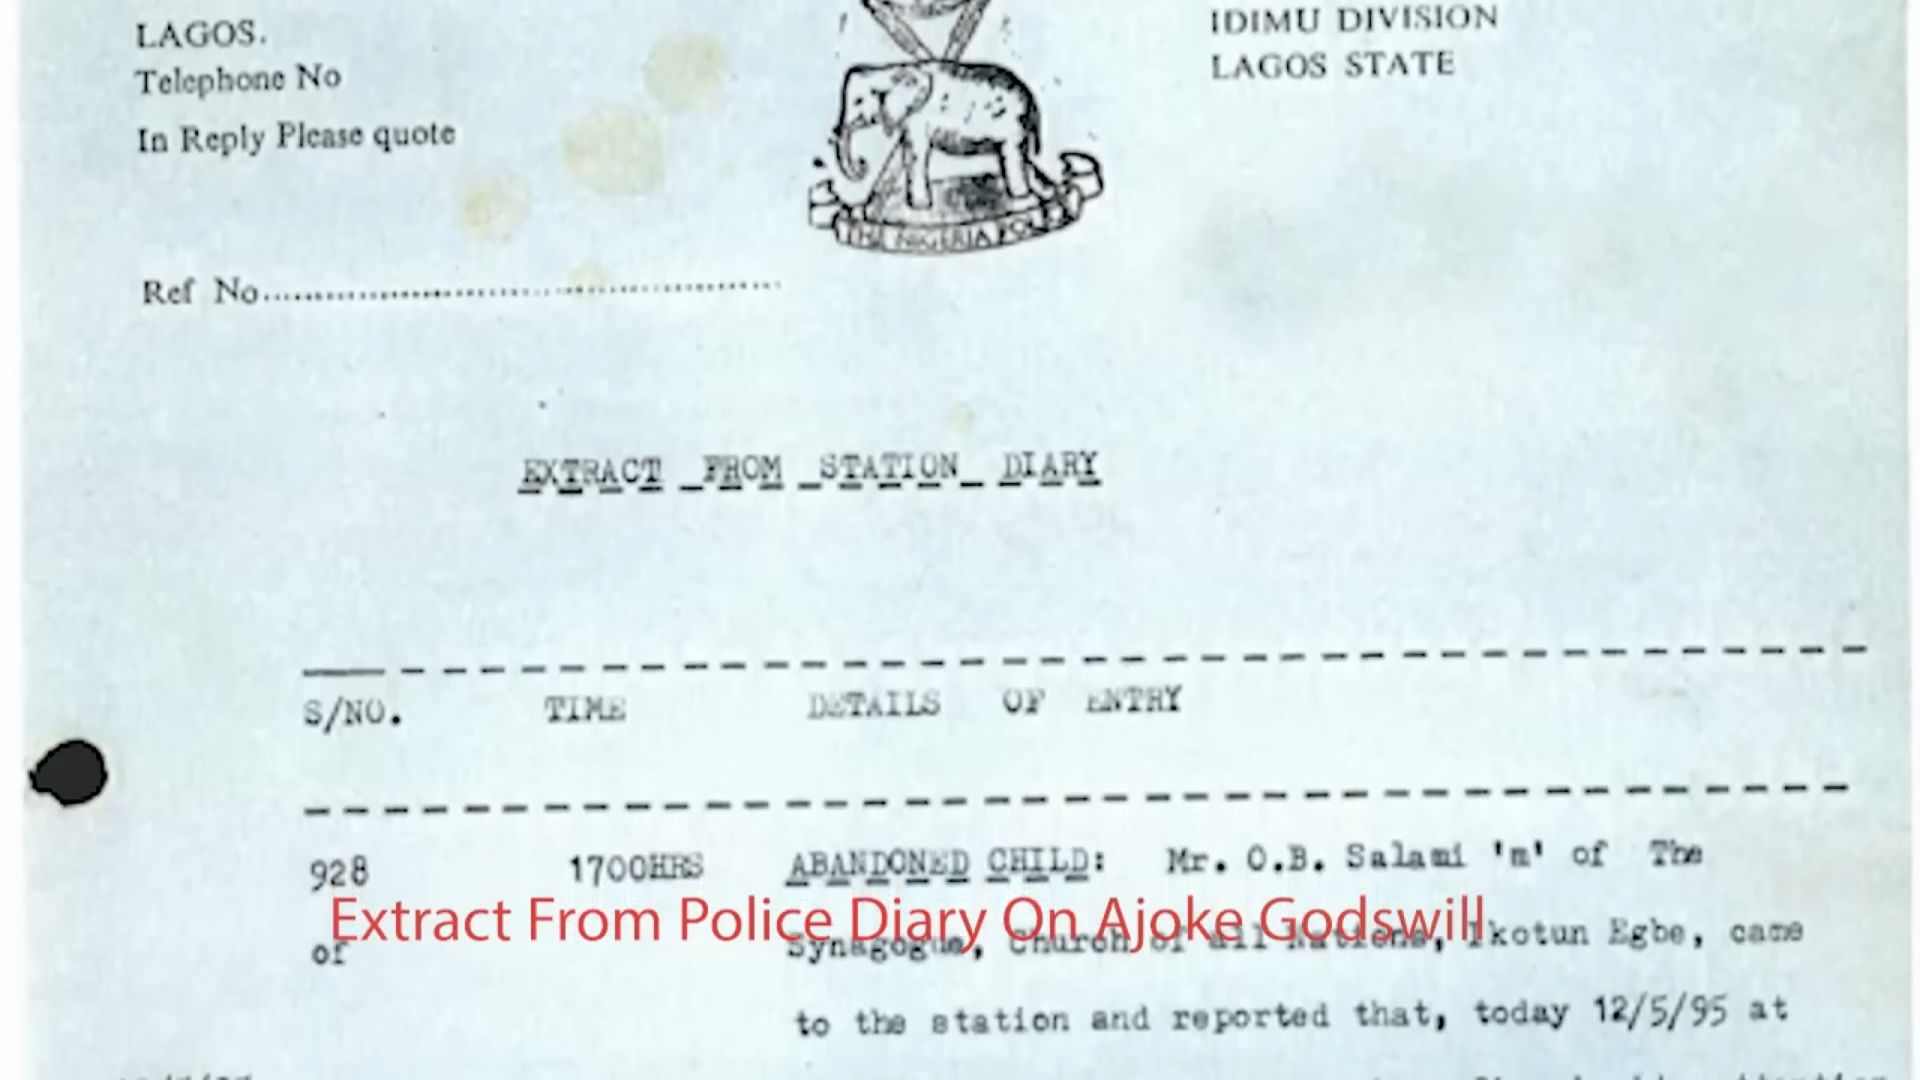 LAGOS.
Telephone No
In Reply Please quote
IDIMU DIVISION
LAGOS STATE
THE NIGERIA
Ref No
EXTRACT FROM STATION DIARY
S/NO. TIME DETAILS OF ENTRY
928 1700HRS ABANDONED CHILD: Mr. O.B. Salami 'm' of The
Extract From Police Diary On Ajoke Godswill
of Synagogue, Church of all Nations, Ikotun Egbe, came
to the station and reported that, today 12/5/95 at